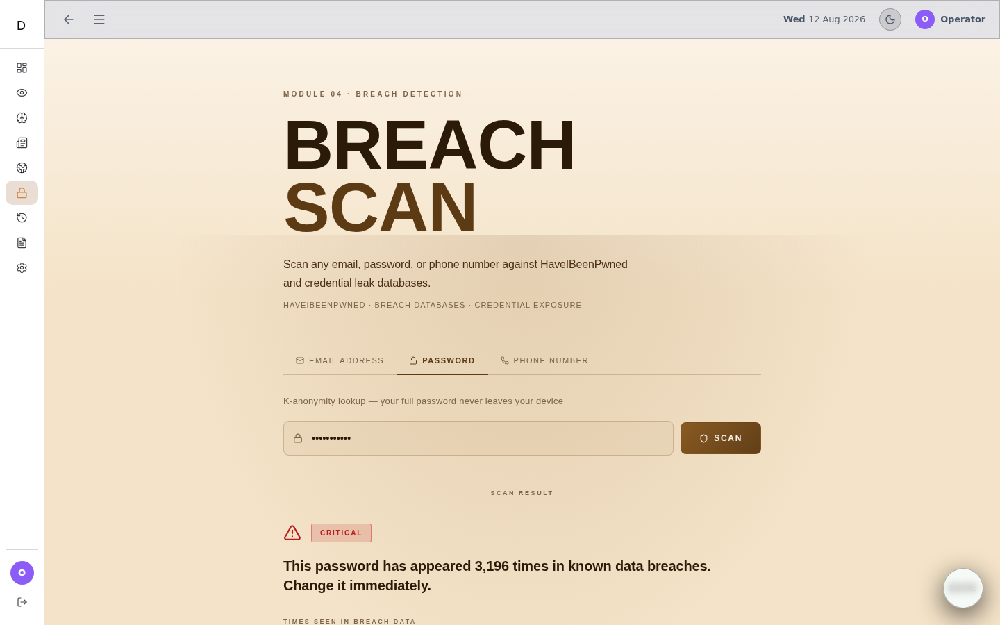 D
Wed 12 Aug 2026
O
Operator
MODULE 04 · BREACH DETECTION
BREACH
SCAN
Scan any email, password, or phone number against HaveIBeenPwned
and credential leak databases.
HAVEIBEENPWNED · BREACH DATABASES · CREDENTIAL EXPOSURE
EMAIL ADDRESS
PASSWORD
PHONE NUMBER
K-anonymity lookup — your full password never leaves your device
•••••••••••
SCAN
SCAN RESULT
CRITICAL
This password has appeared 3,196 times in known data breaches.
Change it immediately.
TIMES SEEN IN BREACH DATA
O